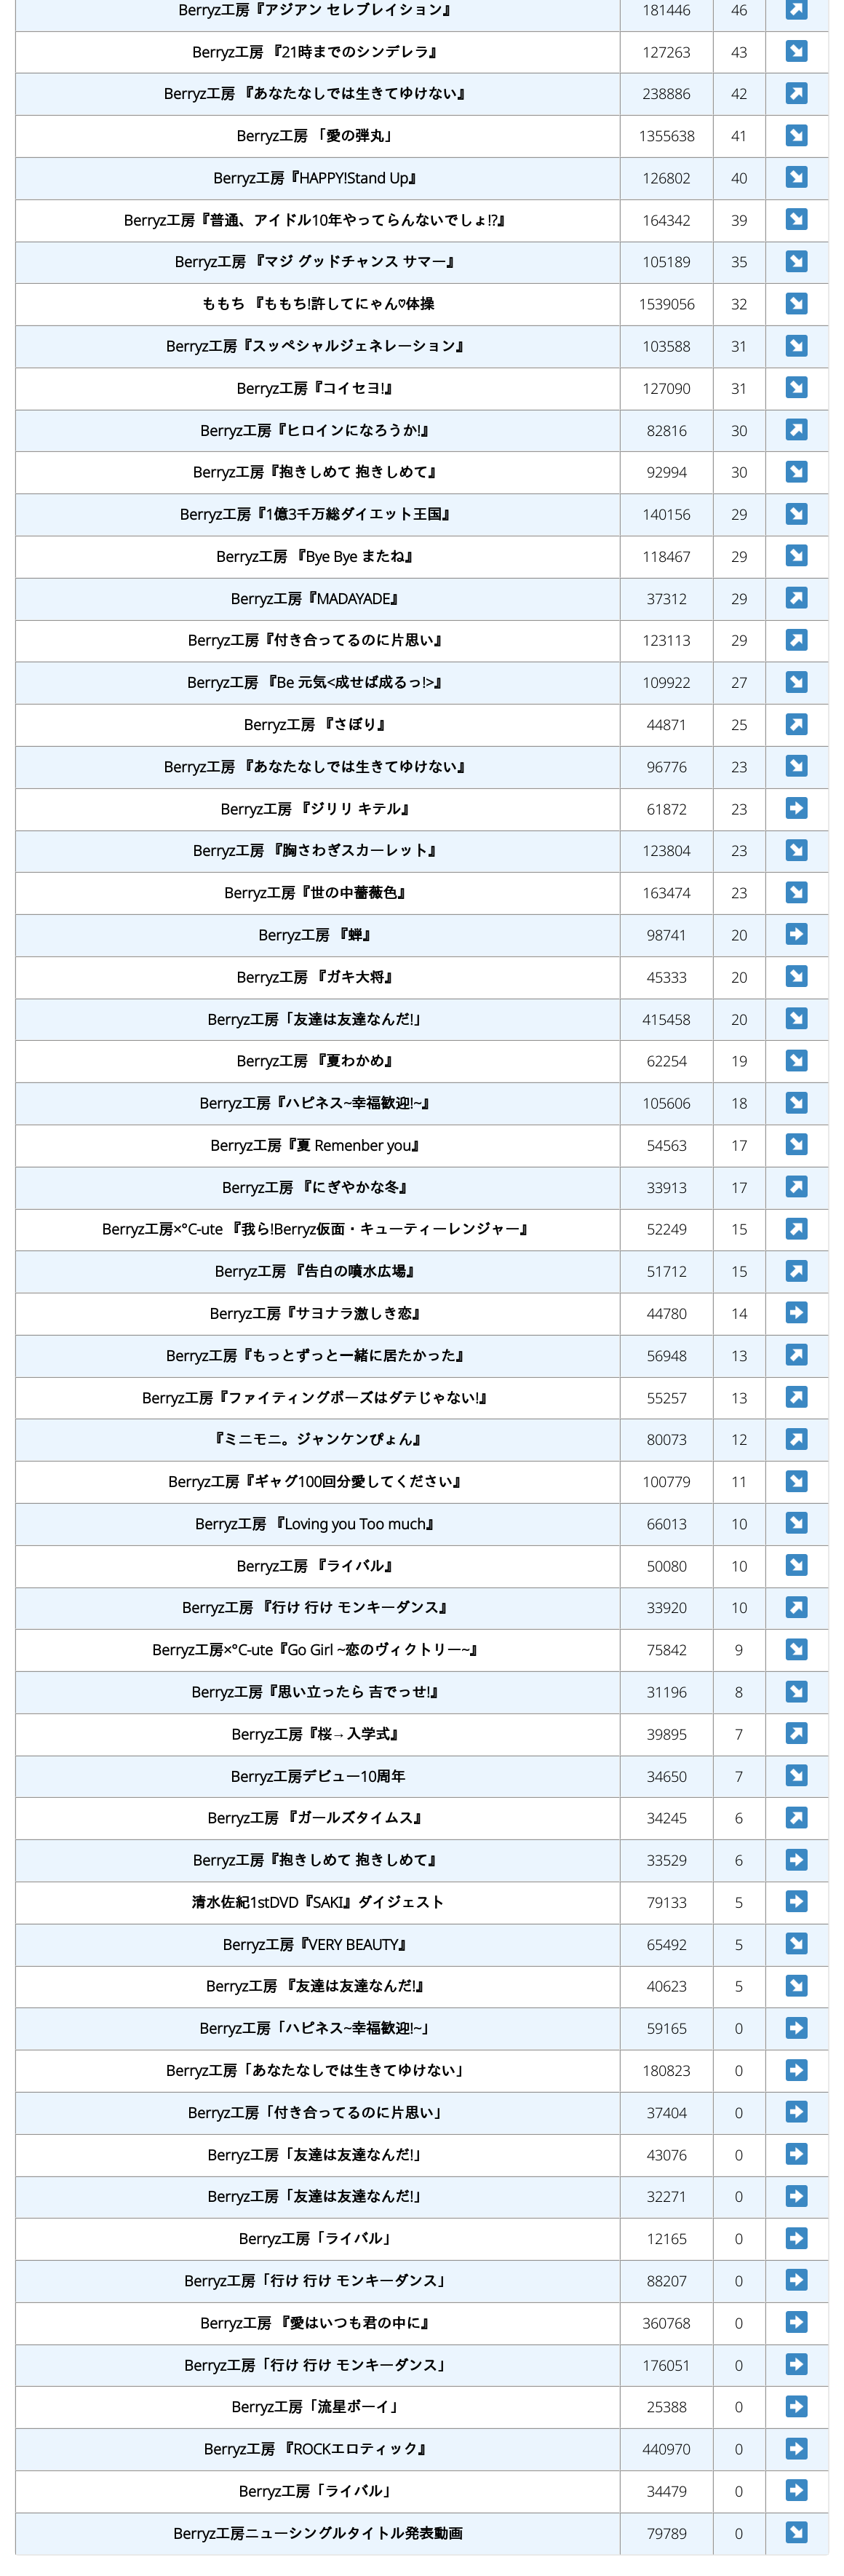 Berryz工房『アジアン セレブレイション』 181446 46 ↗
Berryz工房 『21時までのシンデレラ』 127263 43 ↘
Berryz工房 『あなたなしでは生きてゆけない』 238886 42 ↗
Berryz工房 「愛の弾丸」 1355638 41 ↘
Berryz工房『HAPPY!Stand Up』 126802 40 ↘
Berryz工房『普通、アイドル10年やってらんないでしょ!?』 164342 39 ↘
Berryz工房 『マジ グッドチャンス サマー』 105189 35 ↘
ももち 『ももち!許してにゃん♡体操 1539056 32 ↘
Berryz工房『スッペシャルジェネレーション』 103588 31 ↘
Berryz工房『コイセヨ!』 127090 31 ↘
Berryz工房『ヒロインになろうか!』 82816 30 ↗
Berryz工房『抱きしめて 抱きしめて』 92994 30 ↘
Berryz工房『1億3千万総ダイエット王国』 140156 29 ↘
Berryz工房 『Bye Bye またね』 118467 29 ↘
Berryz工房『MADAYADE』 37312 29 ↗
Berryz工房『付き合ってるのに片思い』 123113 29 ↗
Berryz工房 『Be 元気<成せば成るっ!>』 109922 27 ↘
Berryz工房 『さぼり』 44871 25 ↗
Berryz工房 『あなたなしでは生きてゆけない』 96776 23 ↘
Berryz工房 『ジリリ キテル』 61872 23 →
Berryz工房 『胸さわぎスカーレット』 123804 23 ↘
Berryz工房『世の中薔薇色』 163474 23 ↘
Berryz工房 『蝉』 98741 20 →
Berryz工房 『ガキ大将』 45333 20 ↘
Berryz工房「友達は友達なんだ!」 415458 20 ↘
Berryz工房 『夏わかめ』 62254 19 ↘
Berryz工房『ハピネス~幸福歓迎!~』 105606 18 ↘
Berryz工房『夏 Remenber you』 54563 17 ↘
Berryz工房 『にぎやかな冬』 33913 17 ↗
Berryz工房×°C-ute 『我ら!Berryz仮面・キューティーレンジャー』 52249 15 ↗
Berryz工房 『告白の噴水広場』 51712 15 ↗
Berryz工房『サヨナラ激しき恋』 44780 14 →
Berryz工房『もっとずっと一緒に居たかった』 56948 13 ↗
Berryz工房『ファイティングポーズはダテじゃない!』 55257 13 ↗
『ミニモニ。ジャンケンぴょん』 80073 12 ↗
Berryz工房『ギャグ100回分愛してください』 100779 11 ↘
Berryz工房 『Loving you Too much』 66013 10 ↘
Berryz工房 『ライバル』 50080 10 ↘
Berryz工房 『行け 行け モンキーダンス』 33920 10 ↗
Berryz工房×°C-ute『Go Girl ~恋のヴィクトリー~』 75842 9 ↘
Berryz工房『思い立ったら 吉でっせ!』 31196 8 ↘
Berryz工房『桜→入学式』 39895 7 ↗
Berryz工房デビュー10周年 34650 7 ↘
Berryz工房 『ガールズタイムス』 34245 6 ↗
Berryz工房『抱きしめて 抱きしめて』 33529 6 →
清水佐紀1stDVD『SAKI』ダイジェスト 79133 5 →
Berryz工房『VERY BEAUTY』 65492 5 ↘
Berryz工房 『友達は友達なんだ!』 40623 5 ↘
Berryz工房「ハピネス~幸福歓迎!~」 59165 0 →
Berryz工房「あなたなしでは生きてゆけない」 180823 0 →
Berryz工房「付き合ってるのに片思い」 37404 0 →
Berryz工房「友達は友達なんだ!」 43076 0 →
Berryz工房「友達は友達なんだ!」 32271 0 →
Berryz工房「ライバル」 12165 0 →
Berryz工房「行け 行け モンキーダンス」 88207 0 →
Berryz工房 『愛はいつも君の中に』 360768 0 →
Berryz工房「行け 行け モンキーダンス」 176051 0 →
Berryz工房「流星ボーイ」 25388 0 →
Berryz工房 『ROCKエロティック』 440970 0 →
Berryz工房「ライバル」 34479 0 →
Berryz工房ニューシングルタイトル発表動画 79789 0 ↘